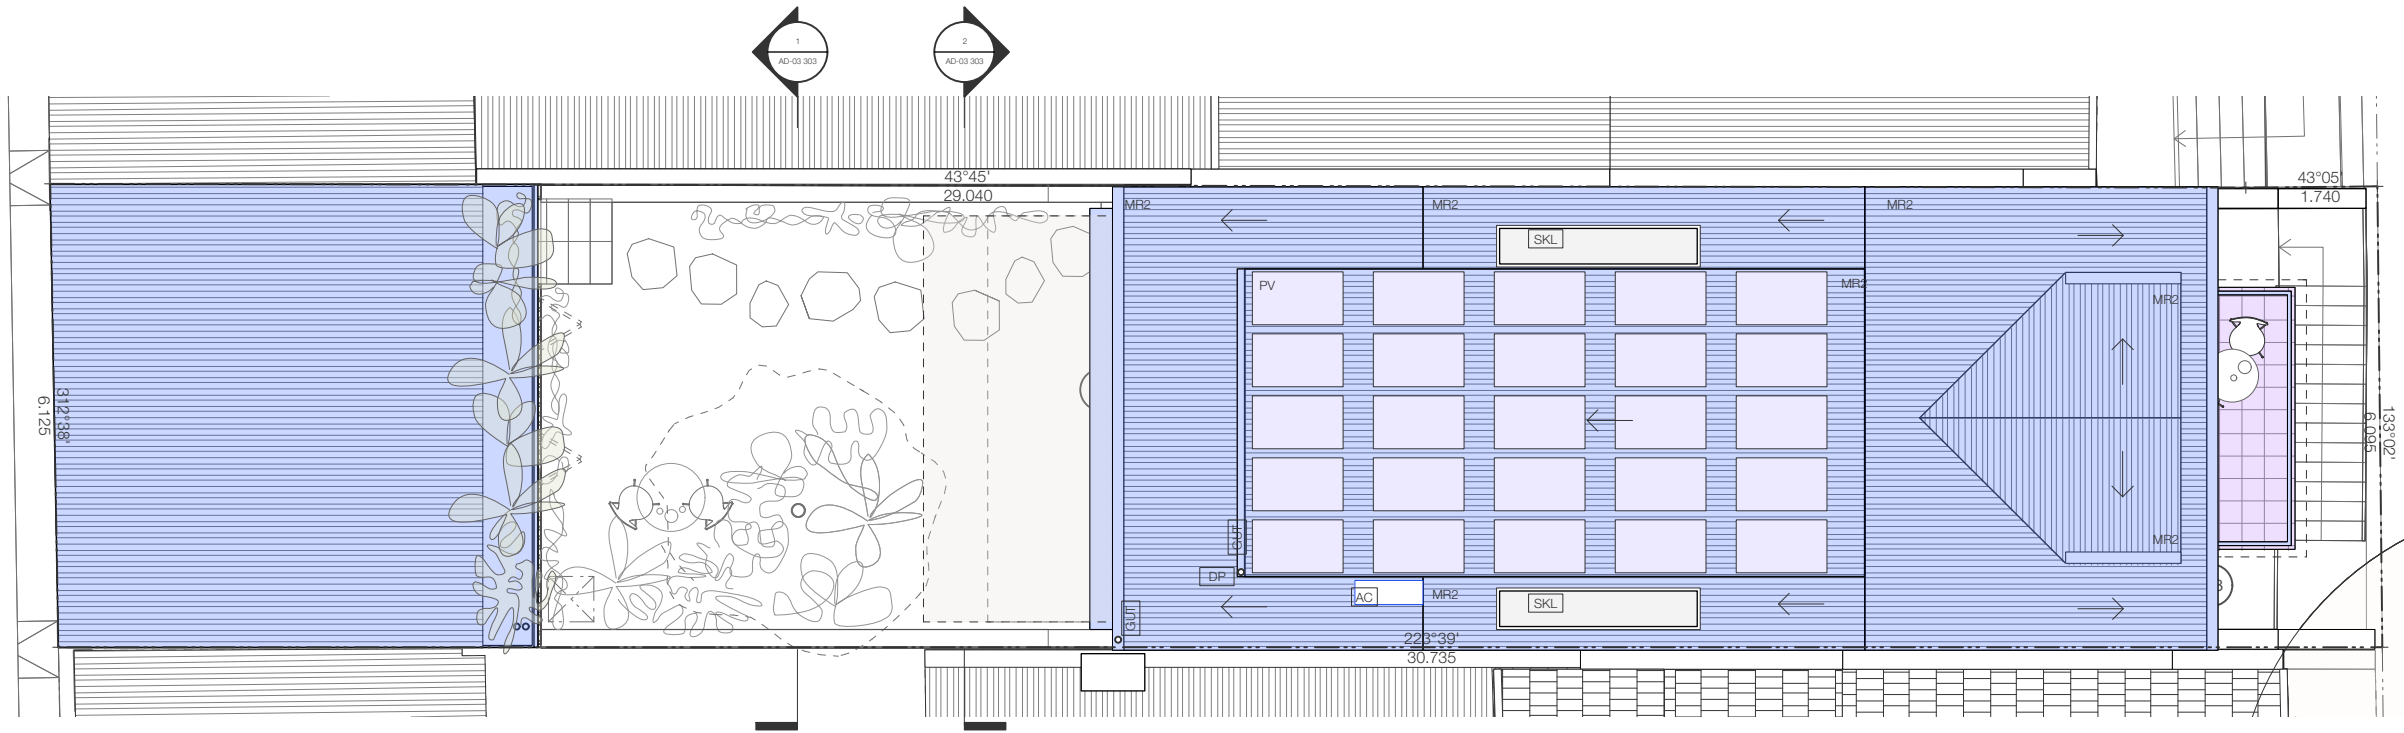 1
AD-03 303
2
AD-03 303
43°45'
29.040
43°05'
1.740
MR2
MR2
MR2
SKL
PV
MR2
MR2
312°38'
6.125
133°02'
6.095
GUT
MR2
DP
AC
MR2
SKL
GUT
223°39'
30.735